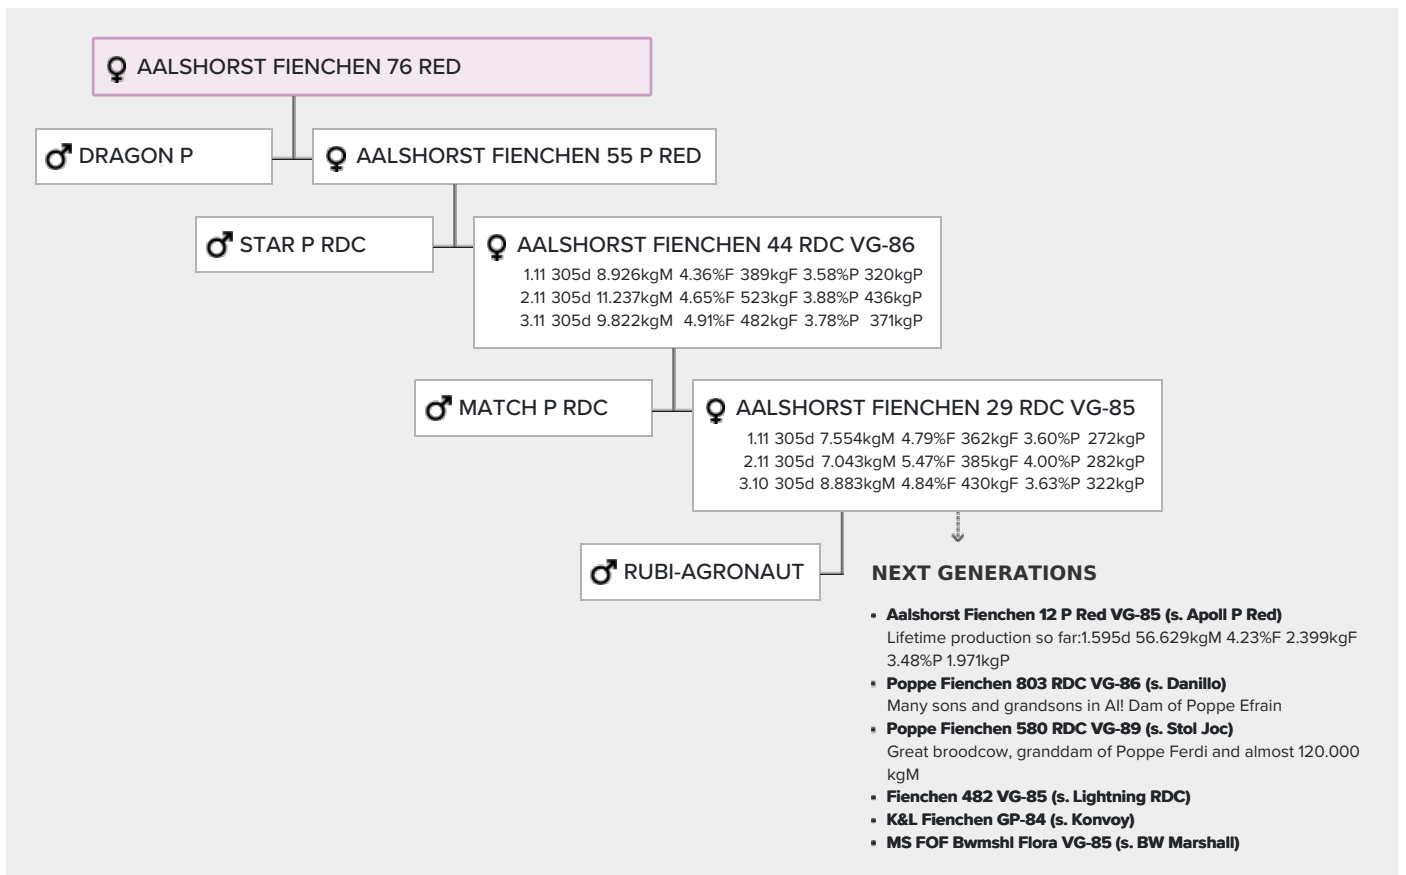 AALSHORST FIENCHEN 76 RED
DRAGON P
AALSHORST FIENCHEN 55 P RED
STAR P RDC
AALSHORST FIENCHEN 44 RDC VG-86
1.11 305d 8.926kgM 4.36%F 389kgF 3.58%P 320kgP
2.11 305d 11.237kgM 4.65%F 523kgF 3.88%P 436kgP
3.11 305d 9.822kgM 4.91%F 482kgF 3.78%P 371kgP
MATCH P RDC
AALSHORST FIENCHEN 29 RDC VG-85
1.11 305d 7.554kgM 4.79%F 362kgF 3.60%P 272kgP
2.11 305d 7.043kgM 5.47%F 385kgF 4.00%P 282kgP
3.10 305d 8.883kgM 4.84%F 430kgF 3.63%P 322kgP
RUBI-AGRONAUT
NEXT GENERATIONS
Aalshorst Fienchen 12 P Red VG-85 (s. Apoll P Red)
Lifetime production so far:1.595d 56.629kgM 4.23%F 2.399kgF
3.48%P 1.971kgP
Poppe Fienchen 803 RDC VG-86 (s. Danillo)
Many sons and grandsons in AI! Dam of Poppe Efrain
Poppe Fienchen 580 RDC VG-89 (s. Stol Joc)
Great broodcow, granddam of Poppe Ferdi and almost 120.000
kgM
Fienchen 482 VG-85 (s. Lightning RDC)
K&L Fienchen GP-84 (s. Konvoy)
MS FOF Bwmshl Flora VG-85 (s. BW Marshall)